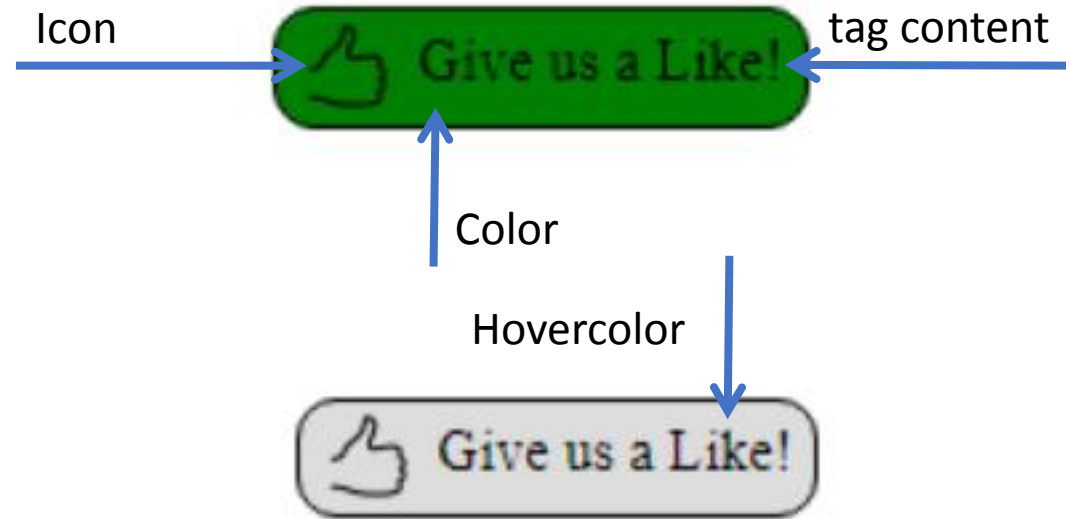 Icon
Give us a Like!
tag content
Color
Hovercolor
Give us a Like!